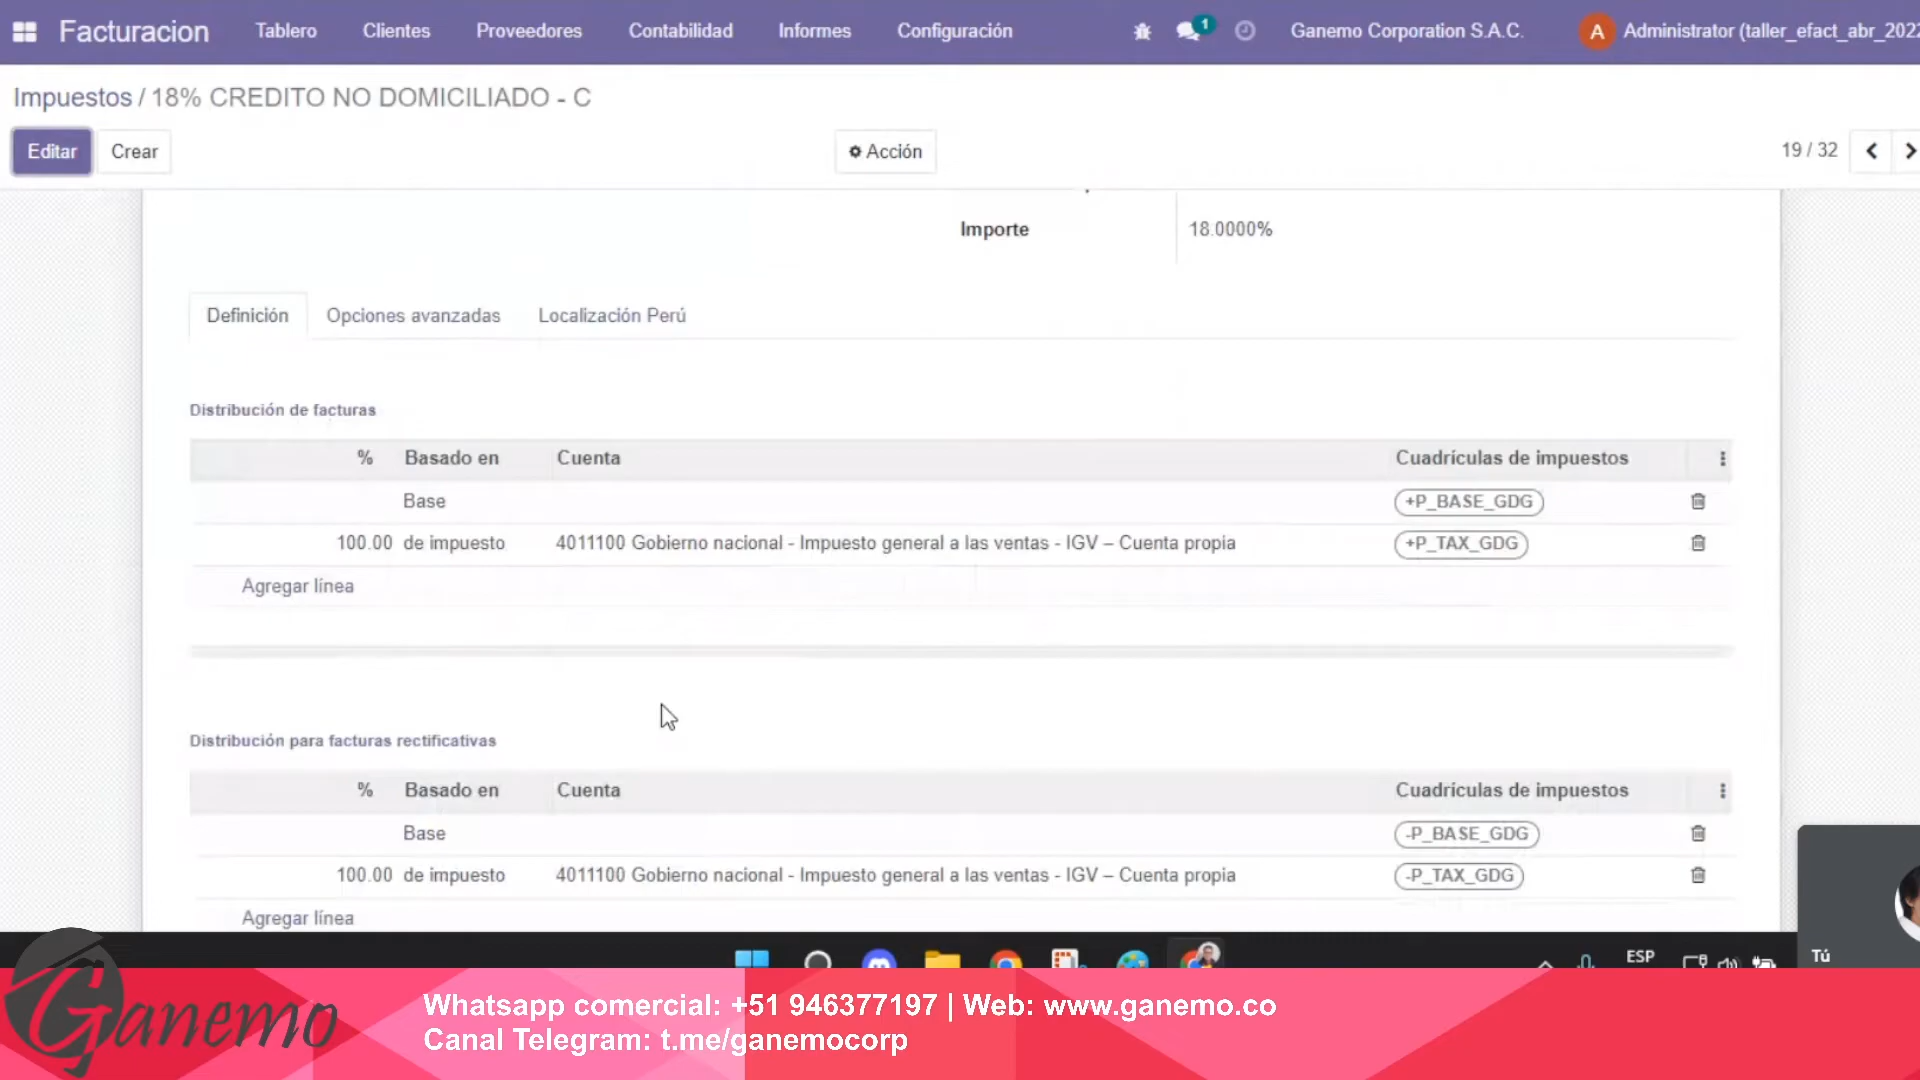 Facturacion Tablero Clientes Proveedores Contabilidad Informes Configuración 1 Ganemo Corporation S.A.C. A Administrator (taller_efact_abr_2022
Impuestos / 18% CREDITO NO DOMICILIADO - C
Editar Crear Acción 19 / 32
Importe 18.0000%
Definición Opciones avanzadas Localización Perú
Distribución de facturas
% Basado en Cuenta Cuadrículas de impuestos
Base +P_BASE_GDG
100.00 de impuesto 4011100 Gobierno nacional - Impuesto general a las ventas - IGV – Cuenta propia +P_TAX_GDG
Agregar línea
Distribución para facturas rectificativas
% Basado en Cuenta Cuadrículas de impuestos
Base -P_BASE_GDG
100.00 de impuesto 4011100 Gobierno nacional - Impuesto general a las ventas - IGV – Cuenta propia -P_TAX_GDG
Agregar línea
ESP Tú
Ganemo
Whatsapp comercial: +51 946377197 | Web: www.ganemo.co
Canal Telegram: t.me/ganemocorp